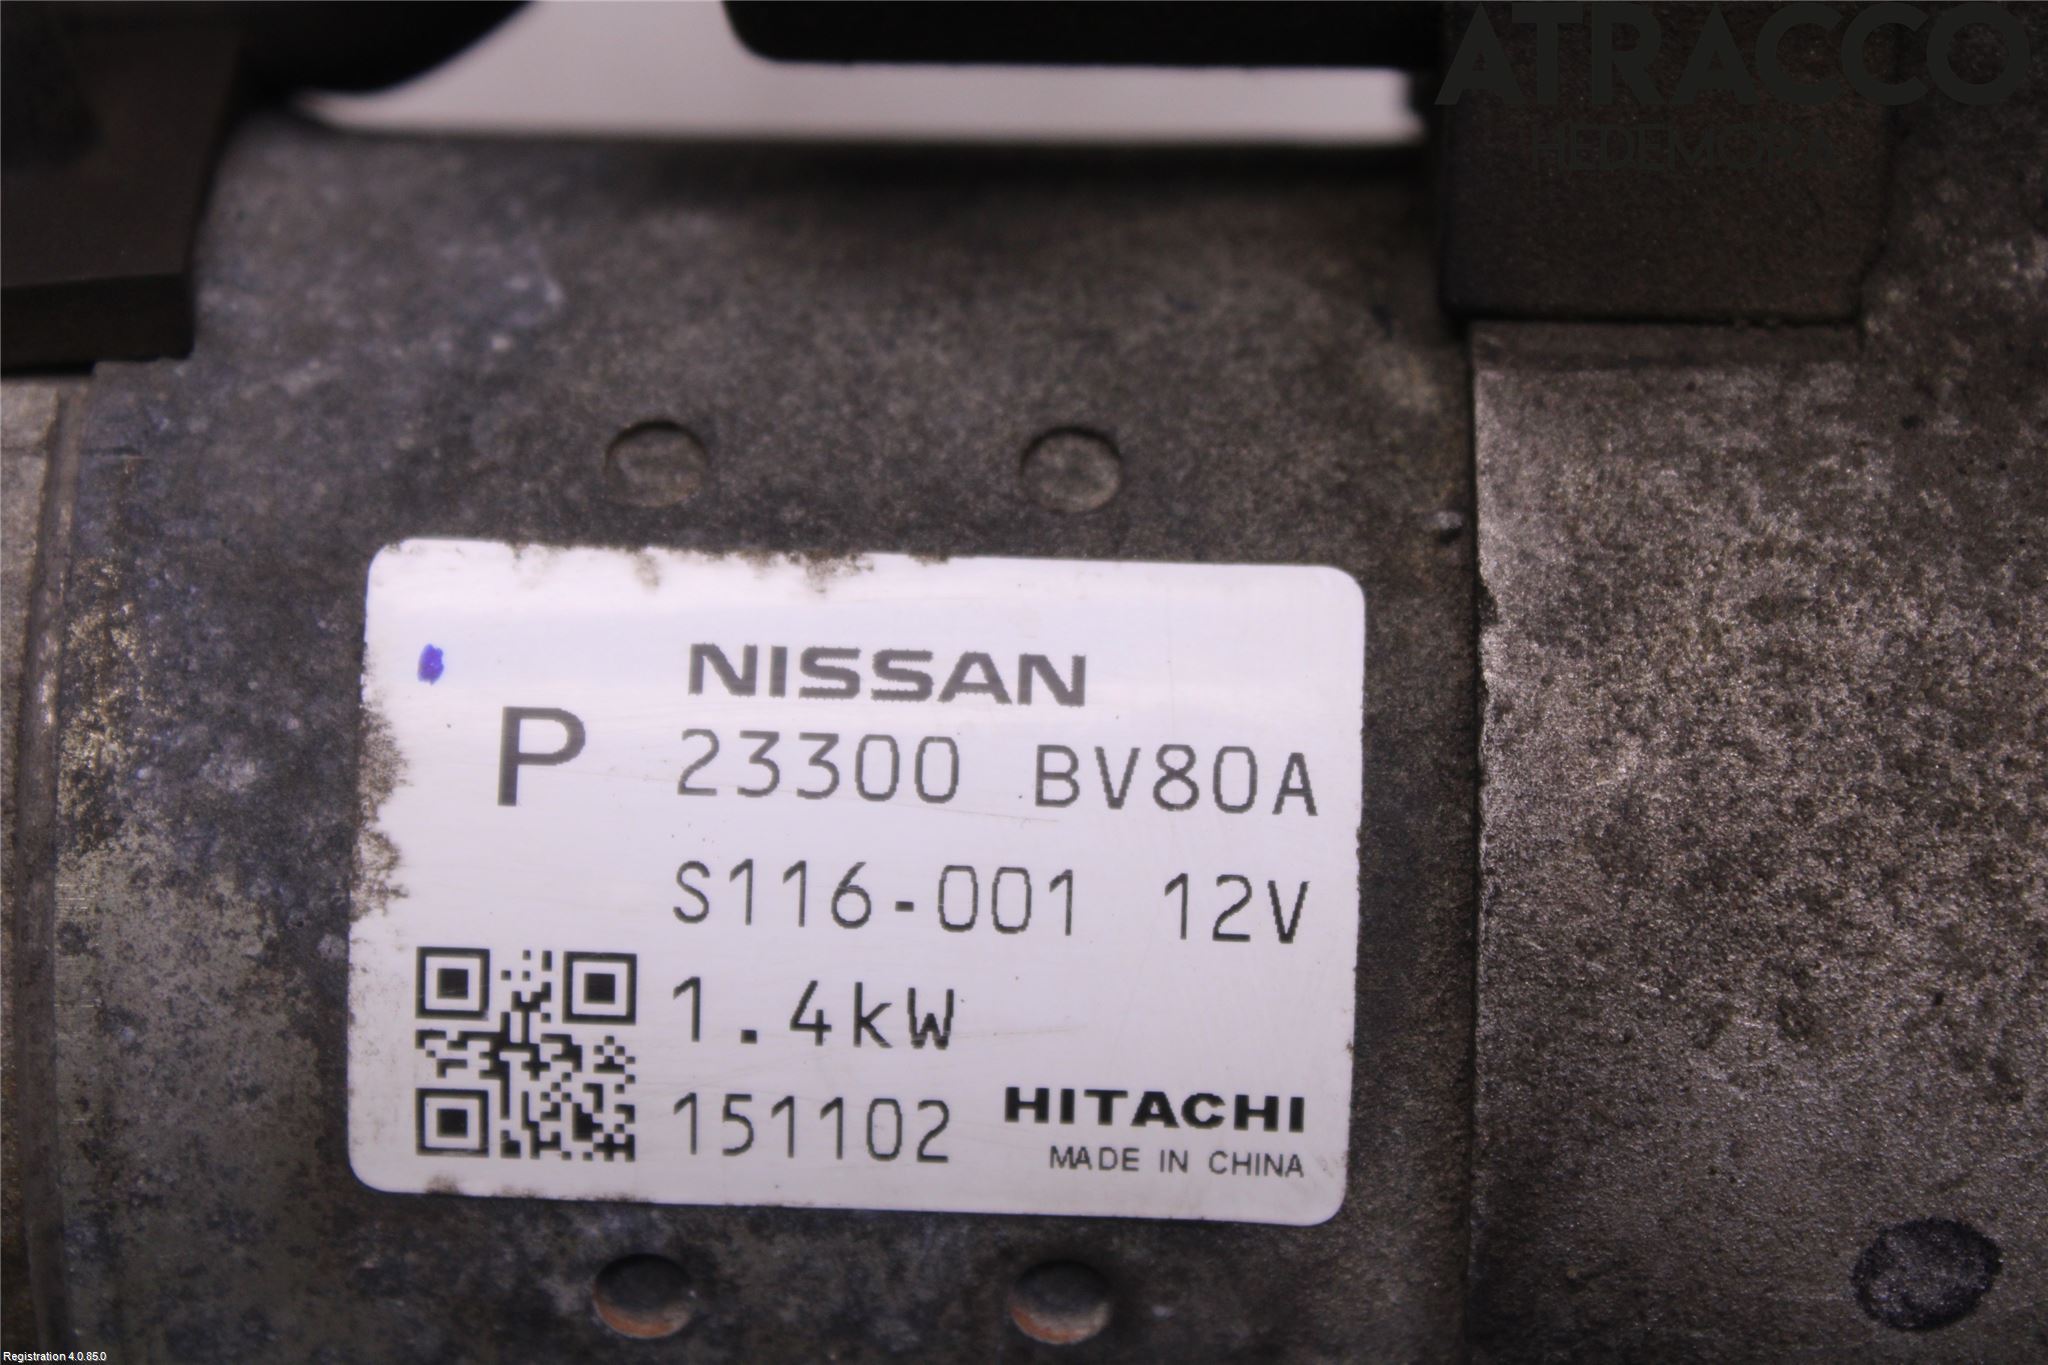 ATRACCO
HEDEMORA
NISSAN
P 23300 BV80A
S116-001 12V
1.4kW
151102 HITACHI
MADE IN CHINA
Registration 4.0.85.0